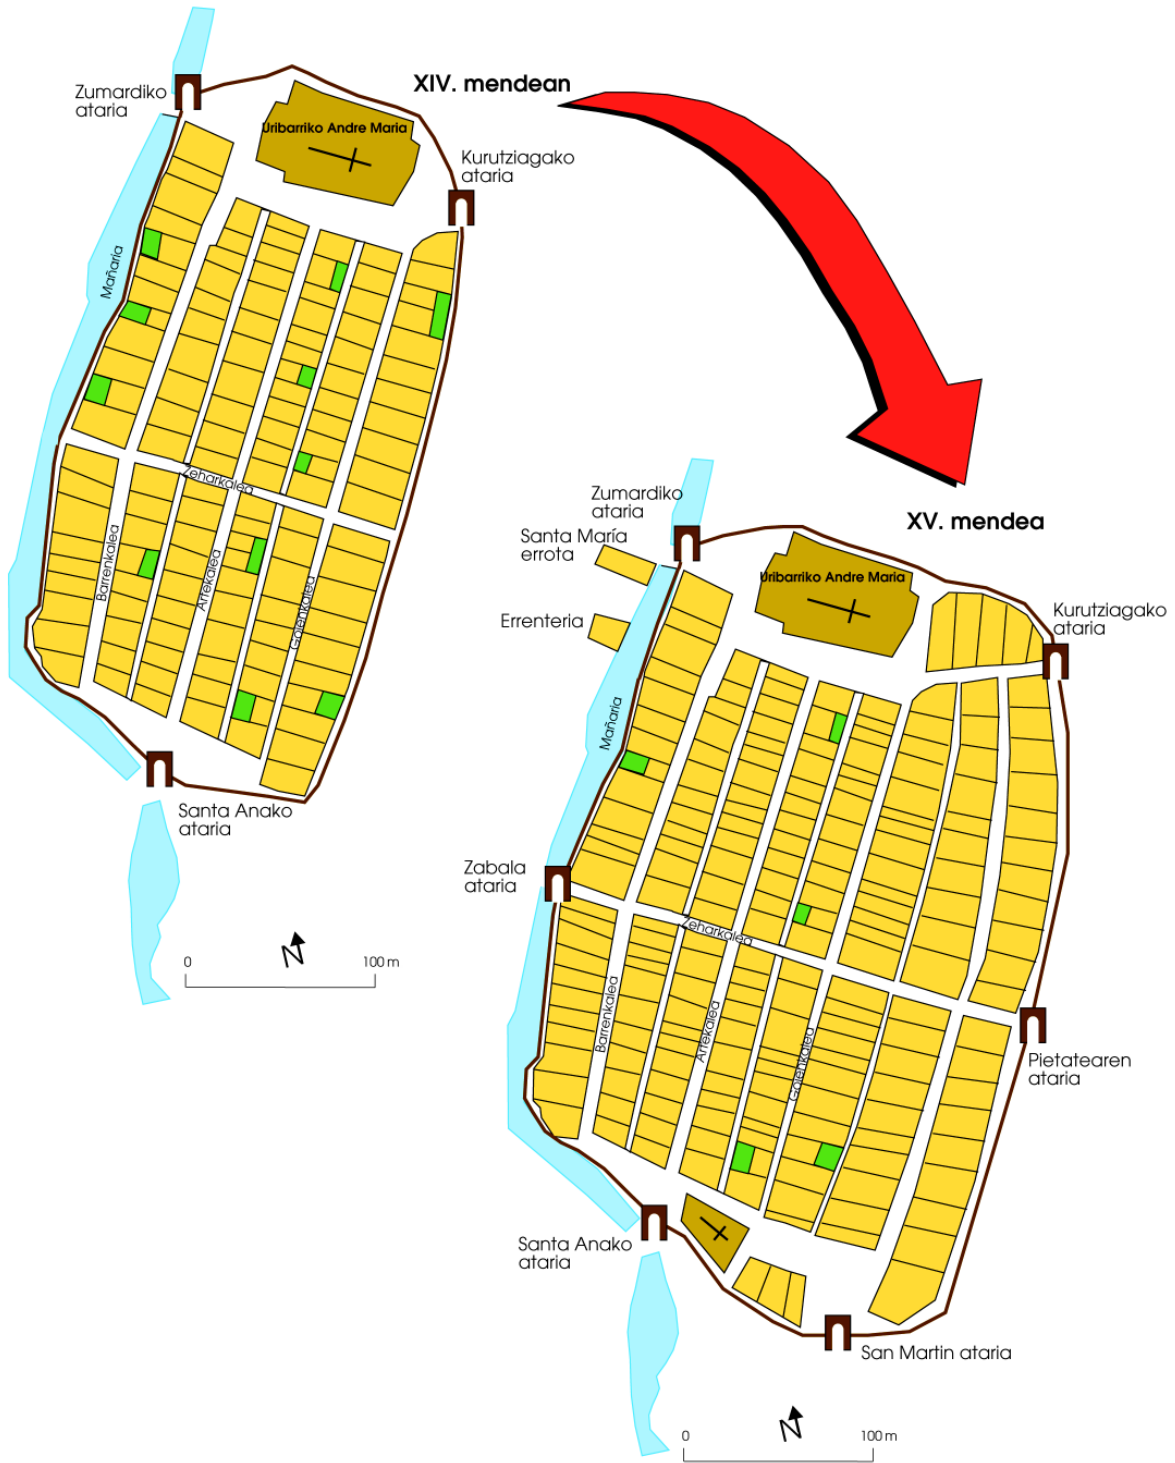 XIV. mendean
Zumardiko
ataria
Uribarriko Andre Maria
Kurutziagako
ataria
Mañaria
Zeharkalea
Barrenkalea
Artekalea
Goienkalea
Santa Anako
ataria
N
0 100 m
XV. mendea
Zumardiko
ataria
Santa María
errota
Uribarriko Andre Maria
Errenteria
Kurutziagako
ataria
Mañaria
Zabala
ataria
Zeharkalea
Barrenkalea
Artekalea
Goienkalea
Pietatearen
ataria
Santa Anako
ataria
San Martin ataria
N
0 100 m